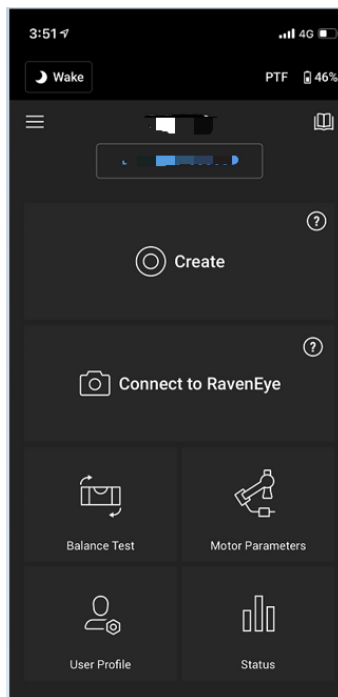 3:51 4G
Wake PTF 46%
?
Create
?
Connect to RavenEye
Balance Test Motor Parameters
User Profile Status